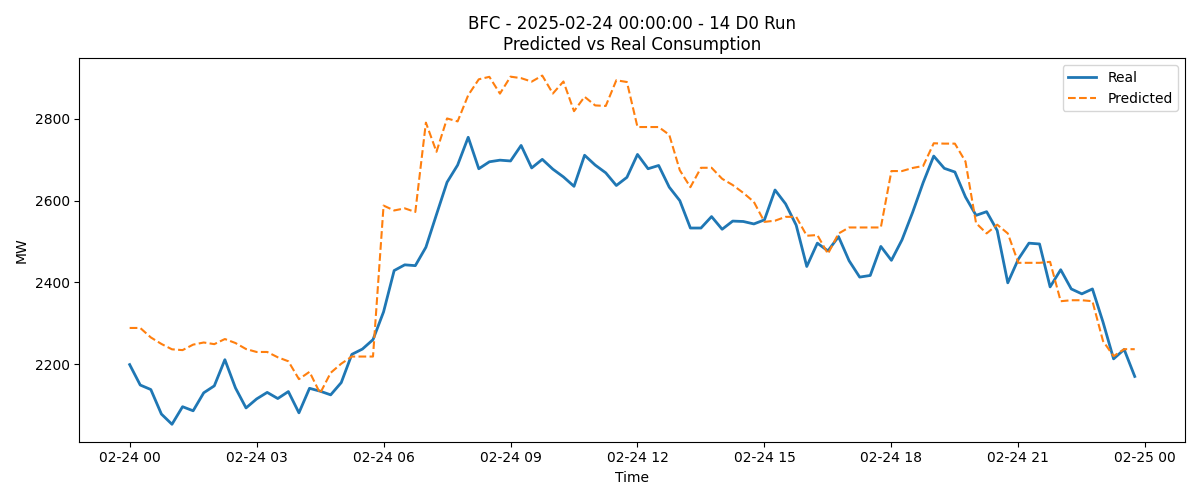 BFC - 2025-02-24 00:00:00 - 14 D0 Run
Predicted vs Real Consumption
Real
Predicted
MW
2800
2600
2400
2200
02-24 00
02-24 03
02-24 06
02-24 09
02-24 12
02-24 15
02-24 18
02-24 21
02-25 00
Time